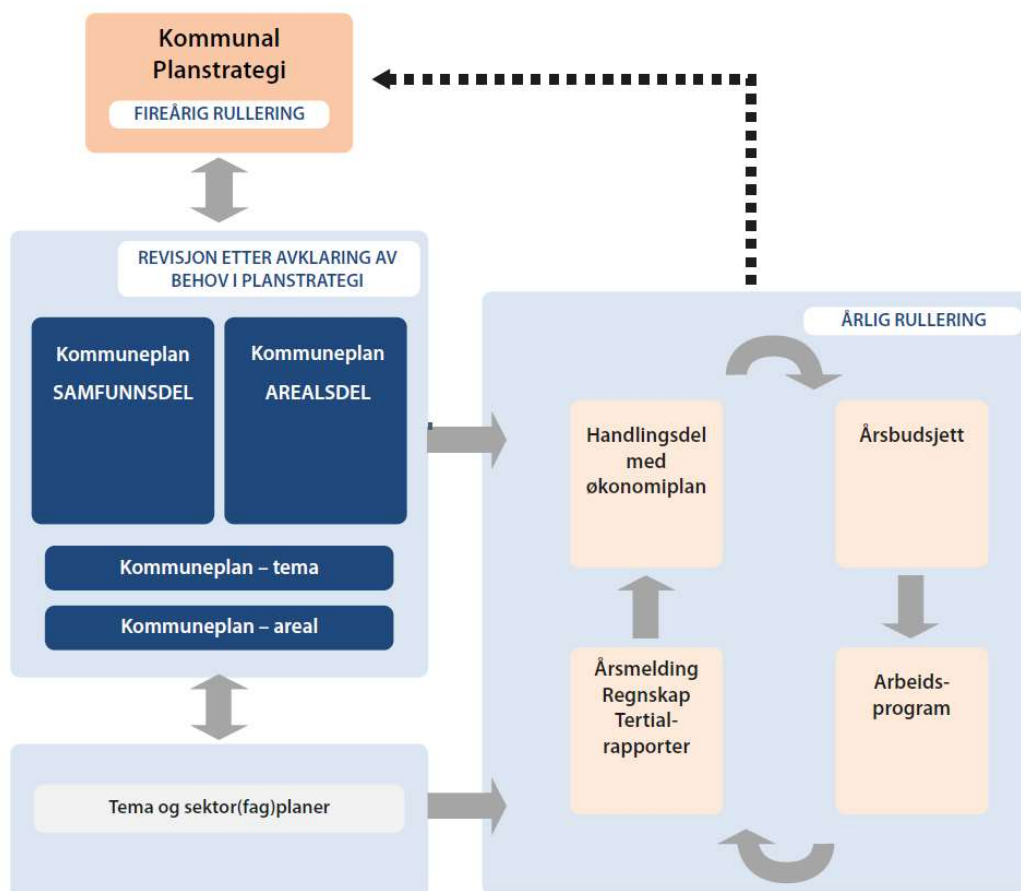 Kommunal
Planstrategi
FIREÅRIG RULLERING
REVISJON ETTER AVKLARING AV
BEHOV I PLANSTRATEGI
Kommuneplan
SAMFUNNSDEL
Kommuneplan
AREALSDEL
Kommuneplan – tema
Kommuneplan – areal
Tema og sektor(fag)planer
ÅRLIG RULLERING
Handlingsdel
med
økonomiplan
Årsbudsjett
Årsmelding
Regnskap
Tertial-
rapporter
Arbeids-
program